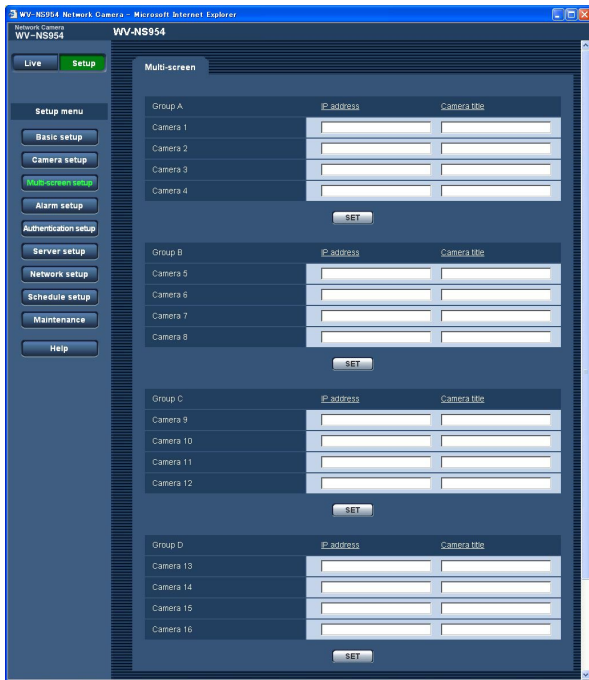 WV-NS954 Network Camera - Microsoft Internet Explorer
Network Camera
WV-NS954
WV-NS954
Live
Setup
Setup menu
Basic setup
Camera setup
Multi-screen setup
Alarm setup
Authentication setup
Server setup
Network setup
Schedule setup
Maintenance
Help
Multi-screen
Group A IP address Camera title
Camera 1
Camera 2
Camera 3
Camera 4
SET
Group B IP address Camera title
Camera 5
Camera 6
Camera 7
Camera 8
SET
Group C IP address Camera title
Camera 9
Camera 10
Camera 11
Camera 12
SET
Group D IP address Camera title
Camera 13
Camera 14
Camera 15
Camera 16
SET